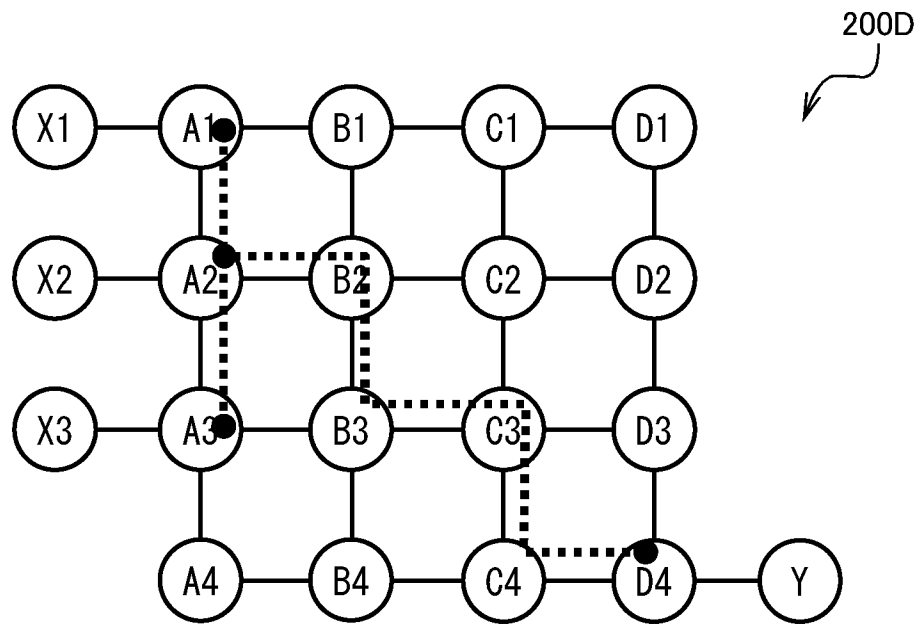 200D
X1 A1 B1 C1 D1
X2 A2 B2 C2 D2
X3 A3 B3 C3 D3
A4 B4 C4 D4 Y